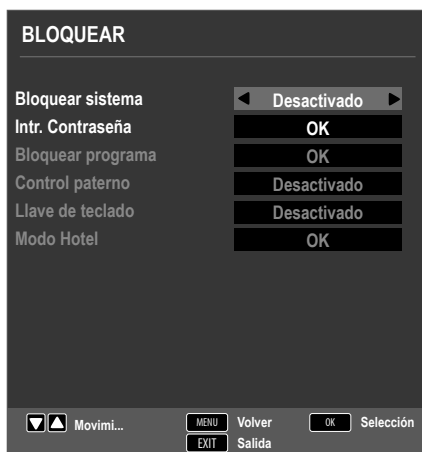 BLOQUEAR
Bloquear sistema Desactivado
Intr. Contraseña OK
Bloquear programa OK
Control paterno Desactivado
Llave de teclado Desactivado
Modo Hotel OK
Movimi... MENU Volver OK Selección
EXIT Salida